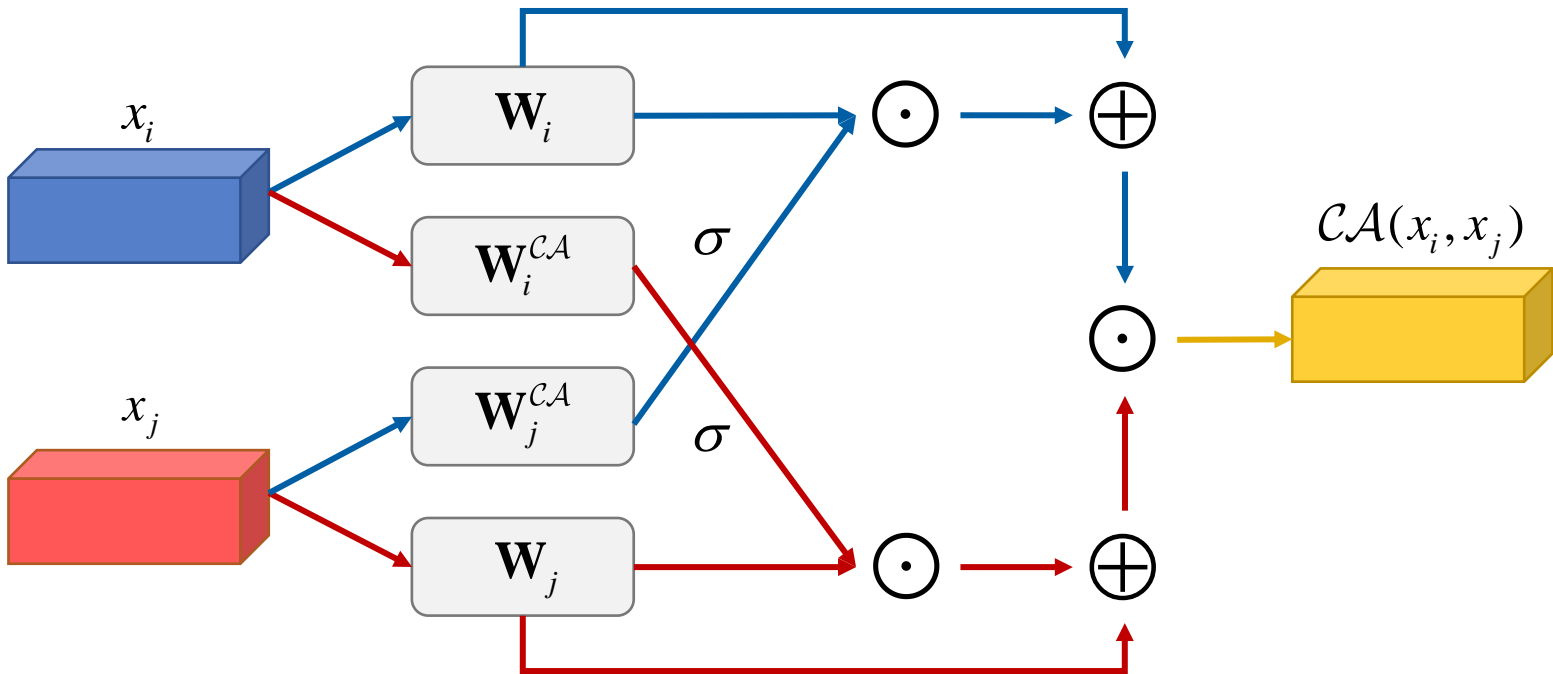 x_i
W_i
W_i^{CA}
σ
CA(x_i, x_j)
x_j
W_j^{CA}
σ
W_j